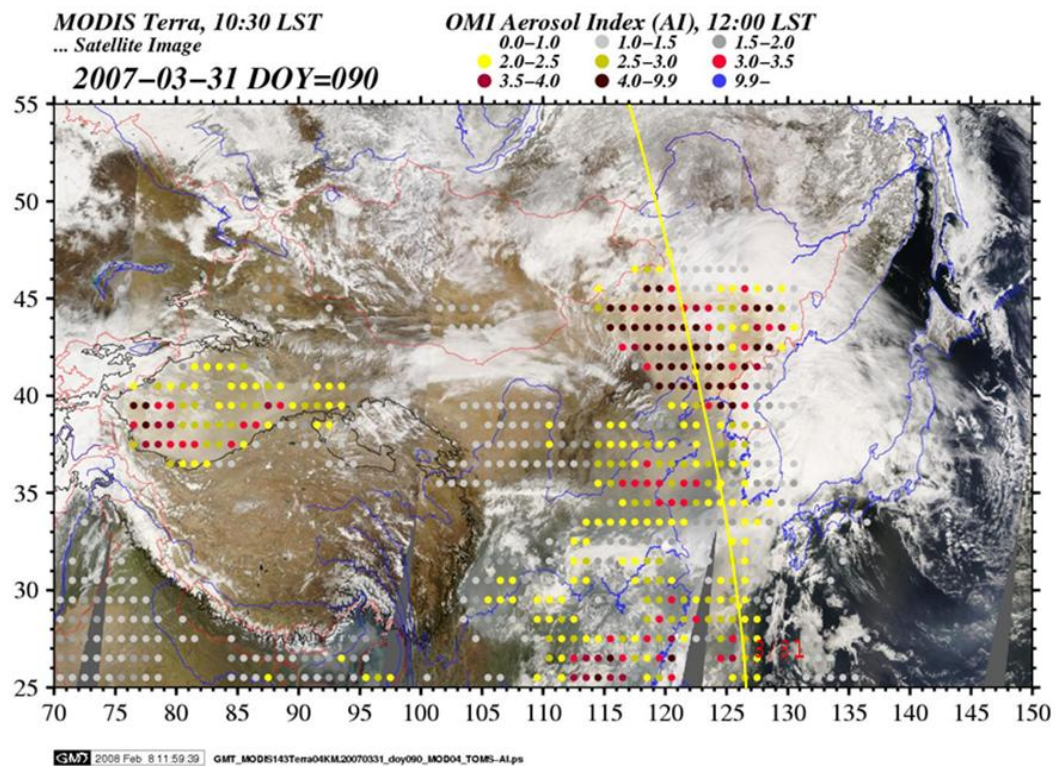 MODIS Terra, 10:30 LST
... Satellite Image
2007-03-31 DOY=090
OMI Aerosol Index (AI), 12:00 LST
0.0-1.0 1.0-1.5 1.5-2.0
2.0-2.5 2.5-3.0 3.0-3.5
3.5-4.0 4.0-9.9 9.9-
55
50
45
40
35
30
25
70 75 80 85 90 95 100 105 110 115 120 125 130 135 140 145 150
GMT 2008 Feb 8 11:59:39 GMT_MODIS143Terra04KM.20070331_doy090_MOD04_TOMS-AI.ps